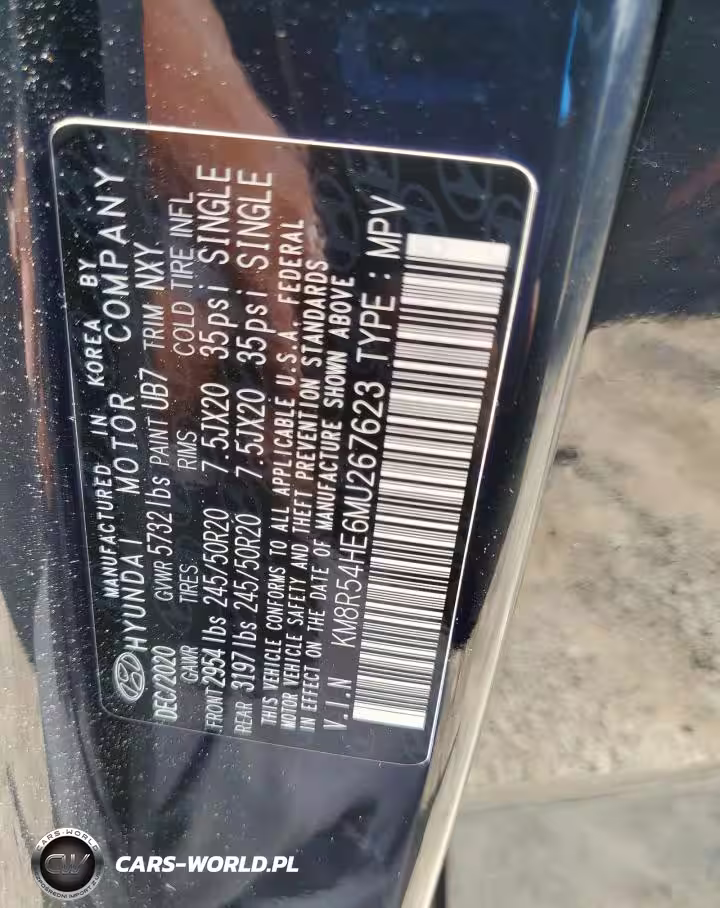 MANUFACTURED IN KOREA BY
HYUNDAI MOTOR COMPANY
DEC/2020 GVWR 5732 lbs PAINT UB7 TRIM NXY
GAWR TIRES RIMS COLD TIRE INFL
FRONT 2954 lbs 245/50R20 7.5JX20 35psi SINGLE
REAR 3197 lbs 245/50R20 7.5JX20 35psi SINGLE
THIS VEHICLE CONFORMS TO ALL APPLICABLE U.S.A. FEDERAL
MOTOR VEHICLE SAFETY AND THEFT PREVENTION STANDARDS
IN EFFECT ON THE DATE OF MANUFACTURE SHOWN ABOVE
V.I.N KM8R54HE6MU267623 TYPE : MPV
CARS-WORLD
CW
CARS-WORLD.PL